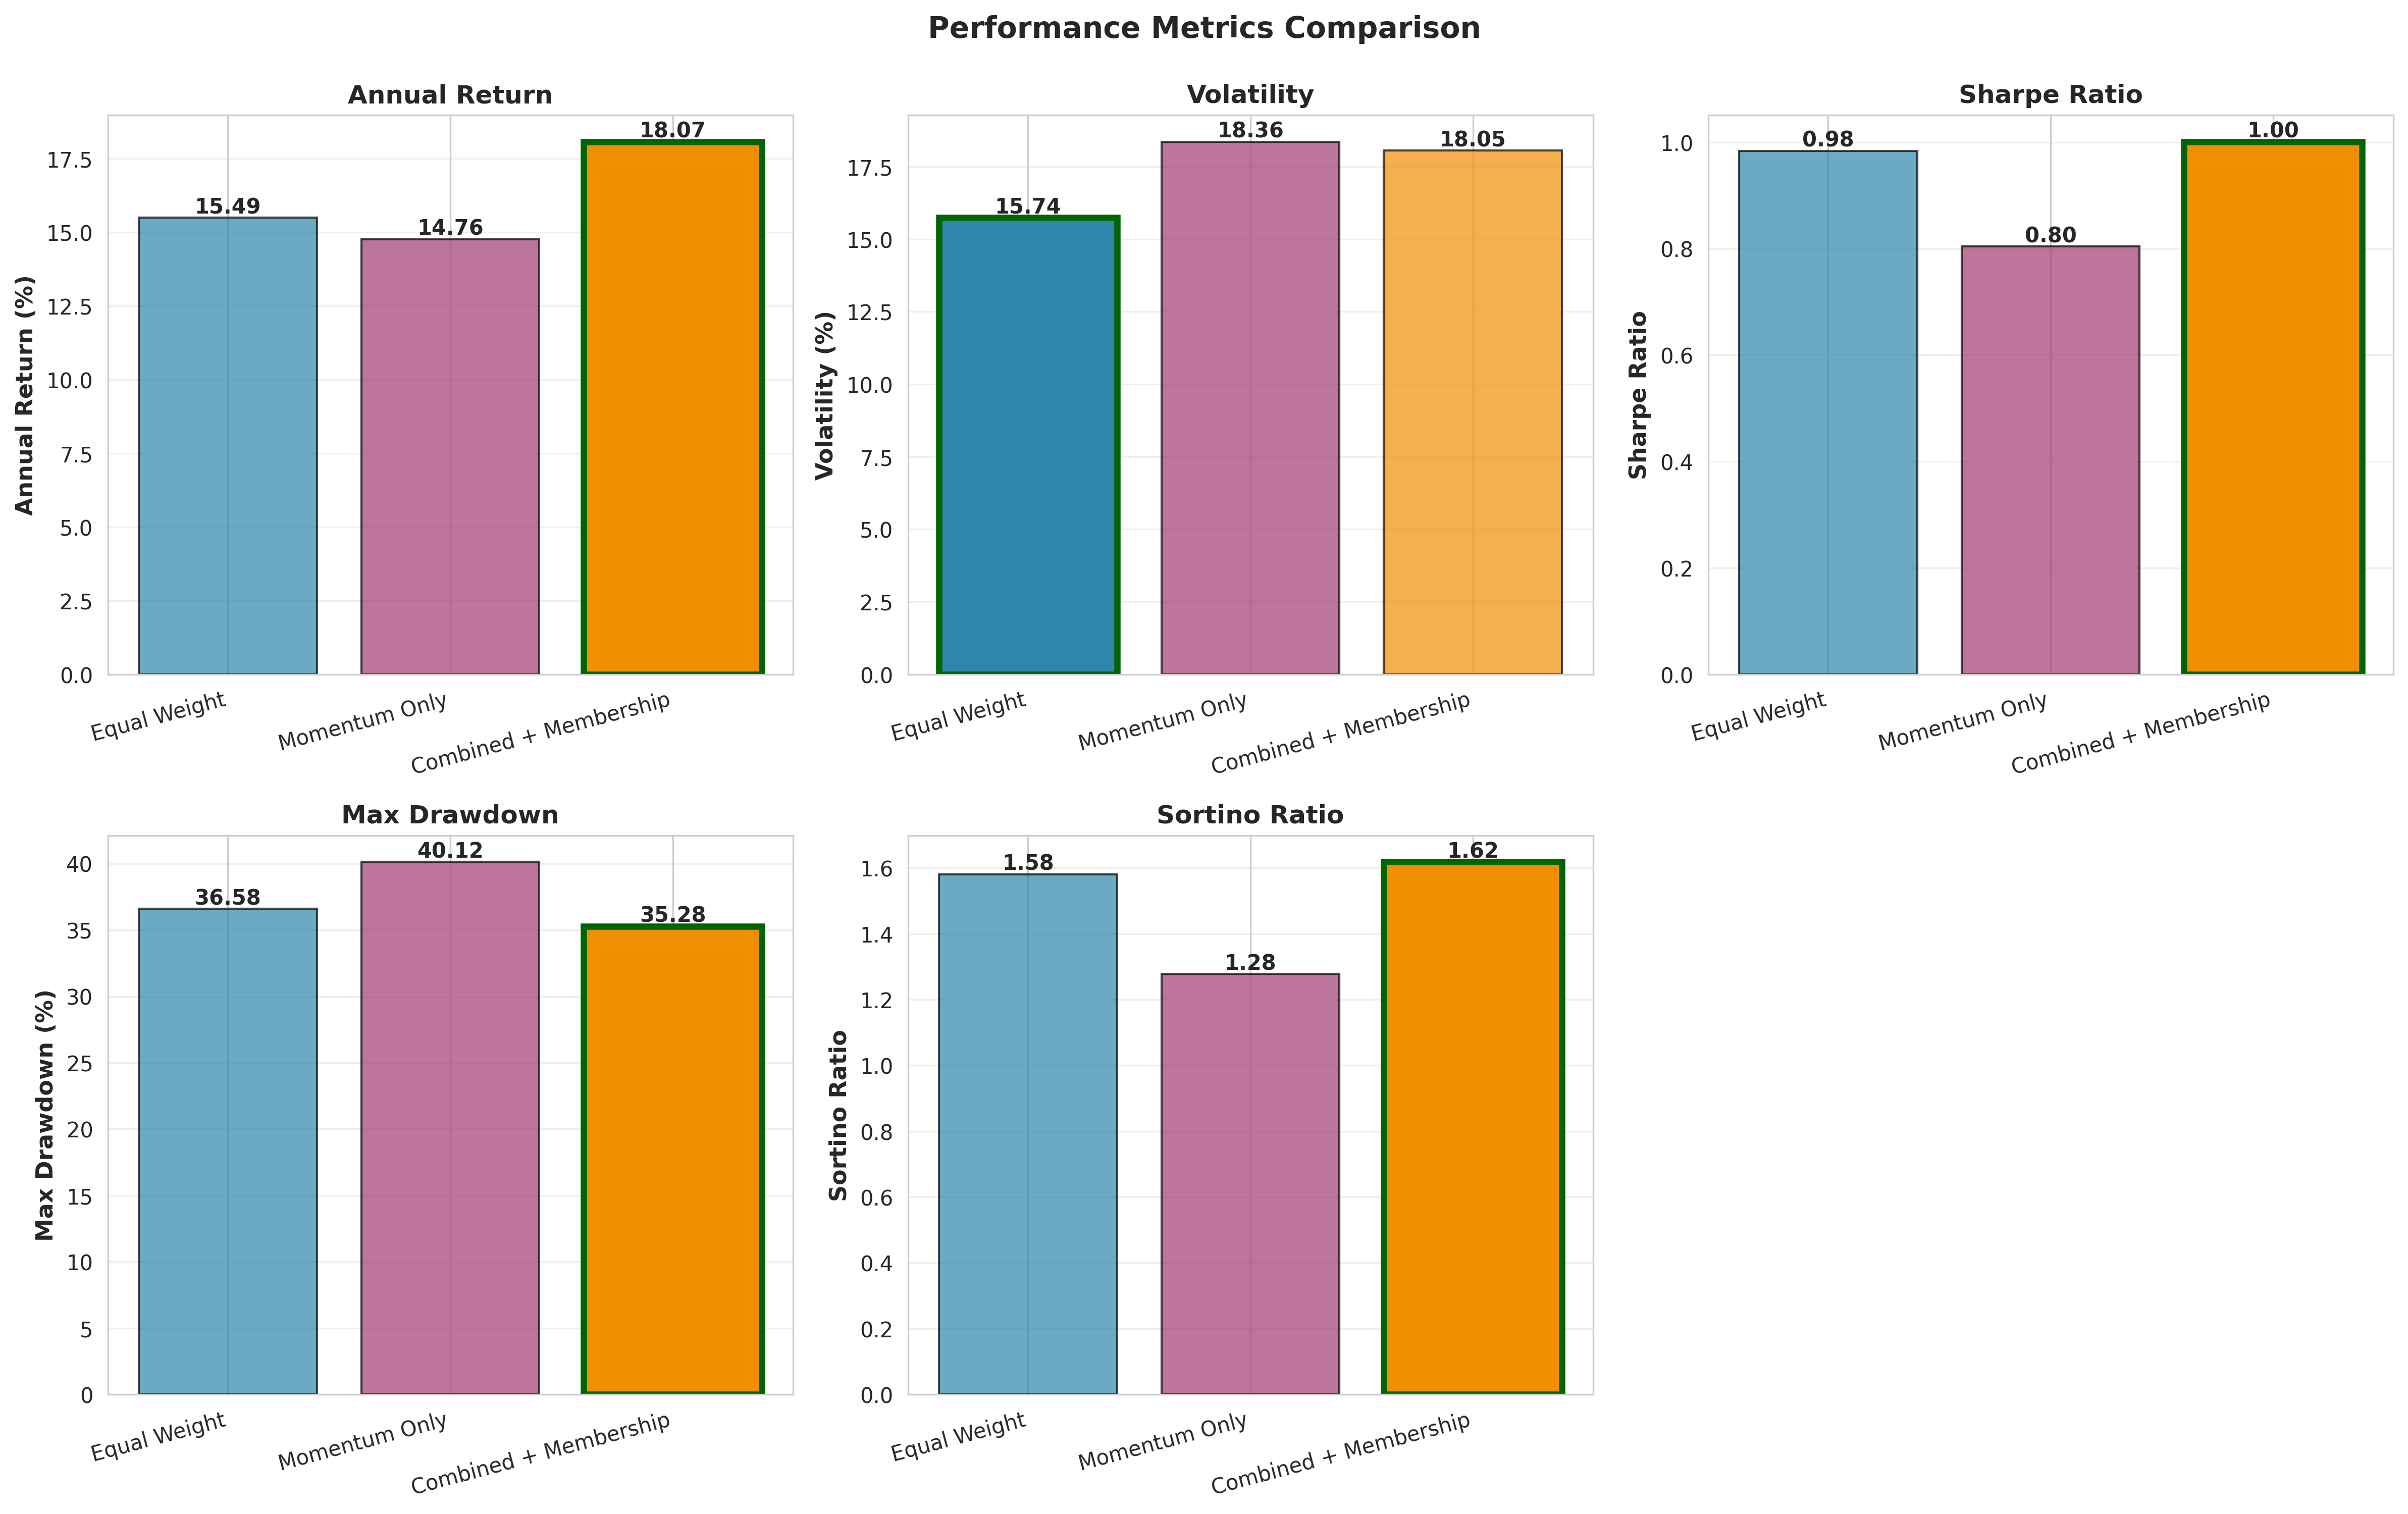 Performance Metrics Comparison
Annual Return
Annual Return (%)
17.5
15.0
12.5
10.0
7.5
5.0
2.5
0.0
15.49
14.76
18.07
Equal Weight
Momentum Only
Combined + Membership
Volatility
Volatility (%)
17.5
15.0
12.5
10.0
7.5
5.0
2.5
0.0
15.74
18.36
18.05
Equal Weight
Momentum Only
Combined + Membership
Sharpe Ratio
Sharpe Ratio
1.0
0.8
0.6
0.4
0.2
0.0
0.98
0.80
1.00
Equal Weight
Momentum Only
Combined + Membership
Max Drawdown
Max Drawdown (%)
40
35
30
25
20
15
10
5
0
36.58
40.12
35.28
Equal Weight
Momentum Only
Combined + Membership
Sortino Ratio
Sortino Ratio
1.6
1.4
1.2
1.0
0.8
0.6
0.4
0.2
0.0
1.58
1.28
1.62
Equal Weight
Momentum Only
Combined + Membership